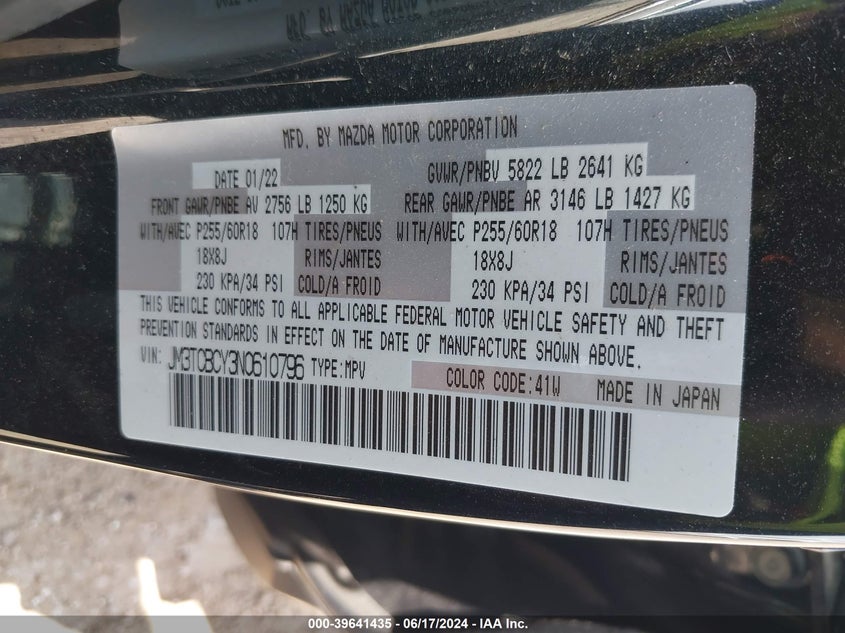 MFD. BY MAZDA MOTOR CORPORATION
DATE 01/22 GVWR/PNBV 5822 LB 2641 KG
FRONT GAWR/PNBE AV 2756 LB 1250 KG REAR GAWR/PNBE AR 3146 LB 1427 KG
WITH/AVEC P255/60R18 107H TIRES/PNEUS WITH/AVEC P255/60R18 107H TIRES/PNEUS
18X8J RIMS/JANTES 18X8J RIMS/JANTES
230 KPA/34 PSI COLD/A FROID 230 KPA/34 PSI COLD/A FROID
THIS VEHICLE CONFORMS TO ALL APPLICABLE FEDERAL MOTOR VEHICLE SAFETY AND THEFT
PREVENTION STANDARDS IN EFFECT ON THE DATE OF MANUFACTURE SHOWN ABOVE.
VIN: JM3TCBCY3N0610796 TYPE:MPV COLOR CODE:41W MADE IN JAPAN
000-39641435 - 06/17/2024 - IAAI.com